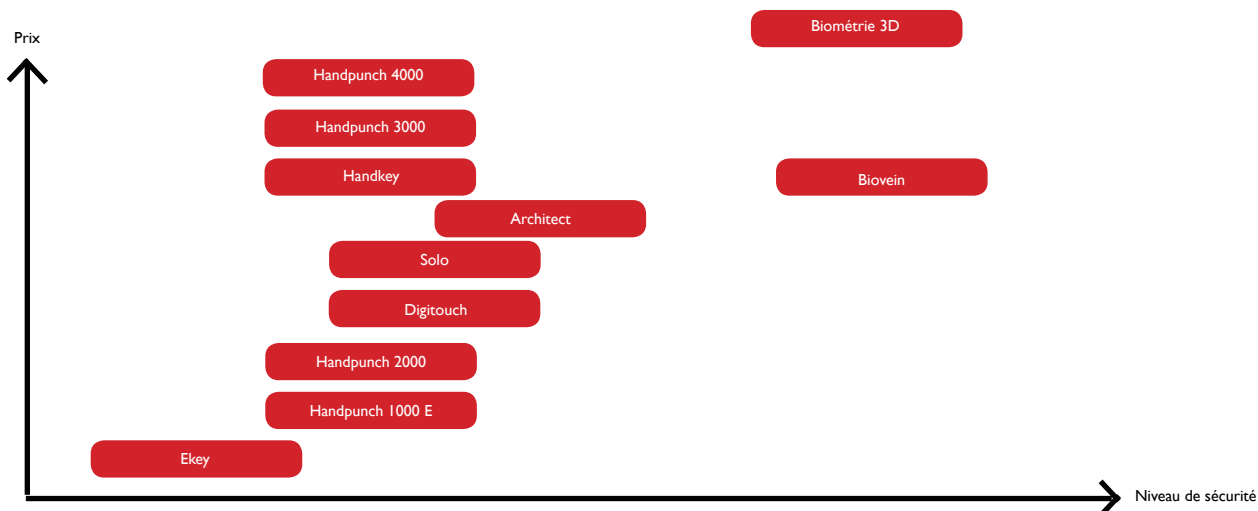 Biométrie 3D
Prix
Handpunch 4000
Handpunch 3000
Handkey
Biovein
Architect
Solo
Digitouch
Handpunch 2000
Handpunch 1000 E
Ekey
Niveau de sécurité